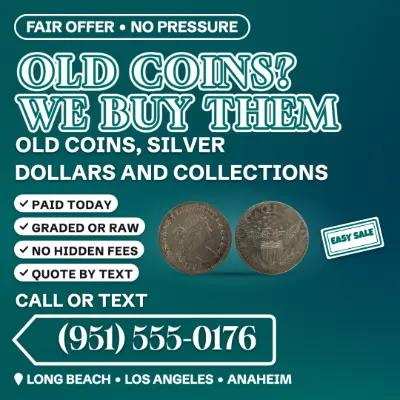 FAIR OFFER • NO PRESSURE
OLD COINS?
WE BUY THEM
OLD COINS, SILVER
DOLLARS AND COLLECTIONS
✓ PAID TODAY
✓ GRADED OR RAW
✓ NO HIDDEN FEES
✓ QUOTE BY TEXT
EASY SALE
CALL OR TEXT
(951) 555-0176
LONG BEACH • LOS ANGELES • ANAHEIM